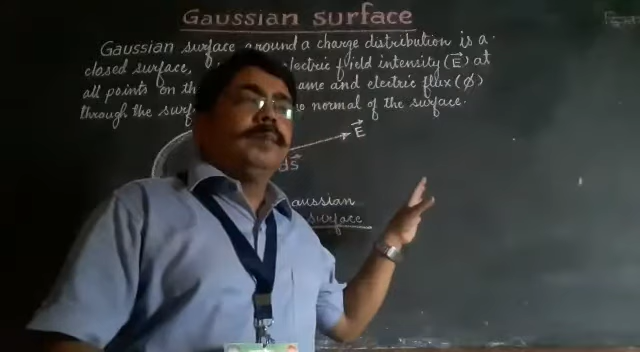 Gaussian surface
Gaussian surface around a charge distribution is a
closed surface, electric field intensity (E⃗) at
all points on th ame and electric flux (ϕ)
through the surf normal of the surface.
E⃗
ds⃗
aussian
surface